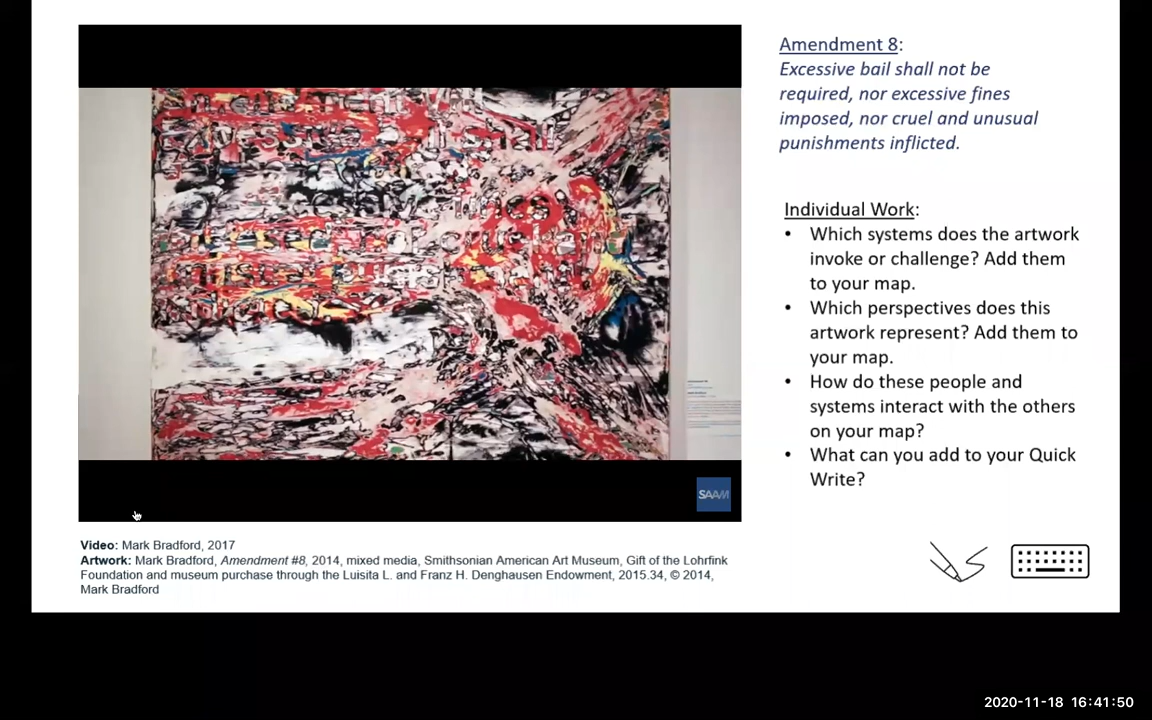 Amendment 8:
Excessive bail shall not be
required, nor excessive fines
imposed, nor cruel and unusual
punishments inflicted.
Individual Work:
• Which systems does the artwork
invoke or challenge? Add them
to your map.
• Which perspectives does this
artwork represent? Add them to
your map.
• How do these people and
systems interact with the others
on your map?
• What can you add to your Quick
Write?
SAAM
Video: Mark Bradford, 2017
Artwork: Mark Bradford, Amendment #8, 2014, mixed media, Smithsonian American Art Museum, Gift of the Lohrfink
Foundation and museum purchase through the Luisita L. and Franz H. Denghausen Endowment, 2015.34, © 2014,
Mark Bradford
2020-11-18 16:41:50